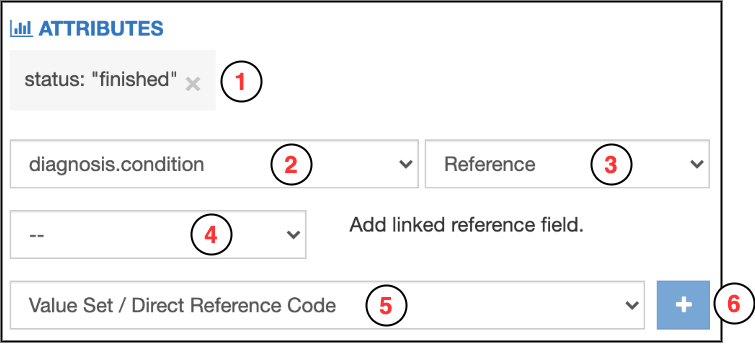 ATTRIBUTES
status: "finished" × 1
diagnosis.condition 2 Reference 3
-- 4 Add linked reference field.
Value Set / Direct Reference Code 5 + 6